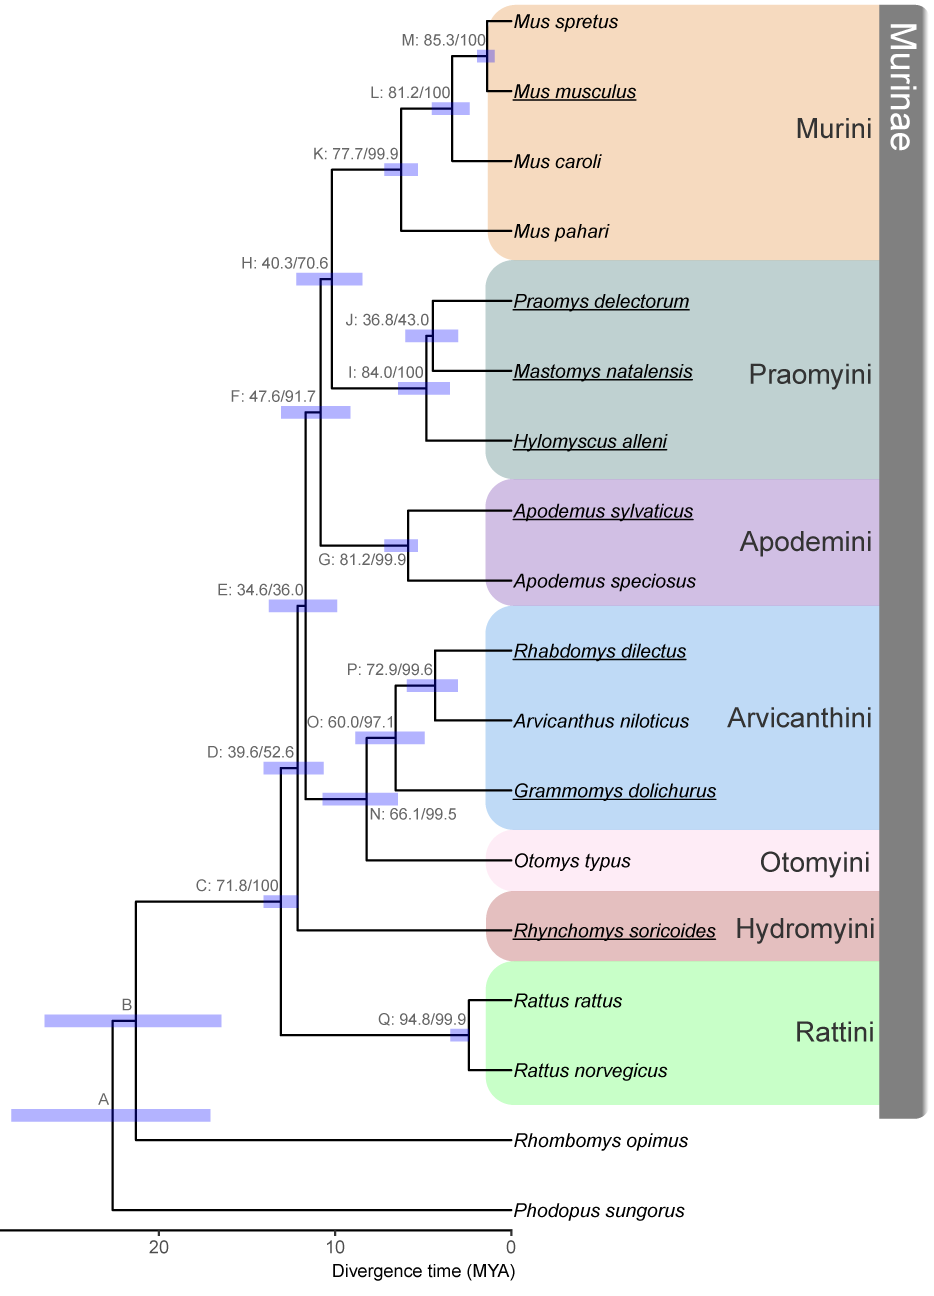 Mus spretus
Murinae
M: 85.3/100
L: 81.2/100
Mus musculus
Murini
K: 77.7/99.9
Mus caroli
Mus pahari
H: 40.3/70.6
Praomys delectorum
J: 36.8/43.0
I: 84.0/100
Mastomys natalensis
Praomyini
F: 47.6/91.7
Hylomyscus alleni
Apodemus sylvaticus
Apodemini
G: 81.2/99.9
Apodemus speciosus
E: 34.6/36.0
Rhabdomys dilectus
P: 72.9/99.6
O: 60.0/97.1
Arvicanthus niloticus
Arvicanthini
D: 39.6/52.6
Grammomys dolichurus
N: 66.1/99.5
Otomys typus
Otomyini
C: 71.8/100
Rhynchomys soricoides
Hydromyini
B
Rattus rattus
Q: 94.8/99.9
Rattini
Rattus norvegicus
A
Rhombomys opimus
Phodopus sungorus
20 10 0
Divergence time (MYA)